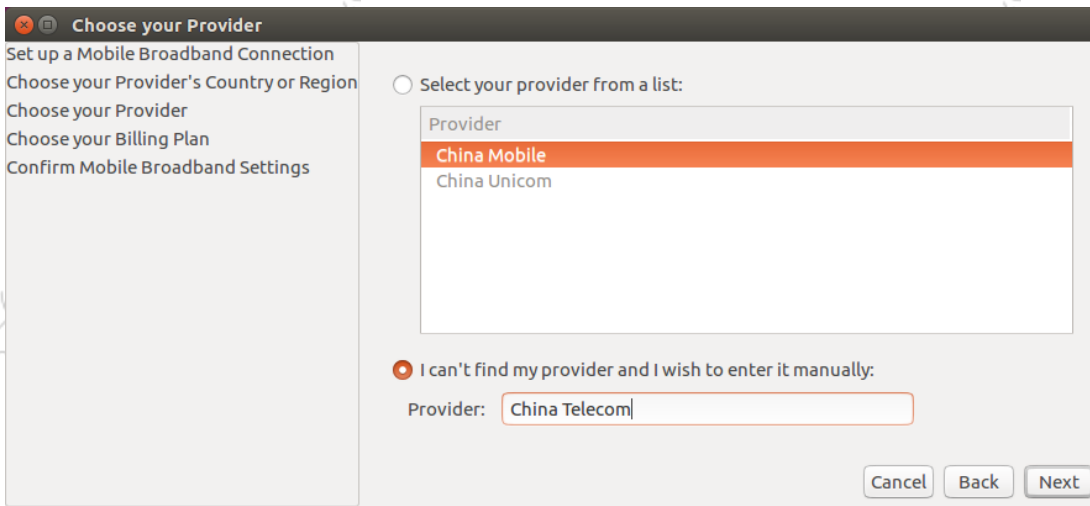 Choose your Provider
Set up a Mobile Broadband Connection
Choose your Provider's Country or Region
Choose your Provider
Choose your Billing Plan
Confirm Mobile Broadband Settings
Select your provider from a list:
Provider
China Mobile
China Unicom
I can't find my provider and I wish to enter it manually:
Provider: China Telecom
Cancel Back Next